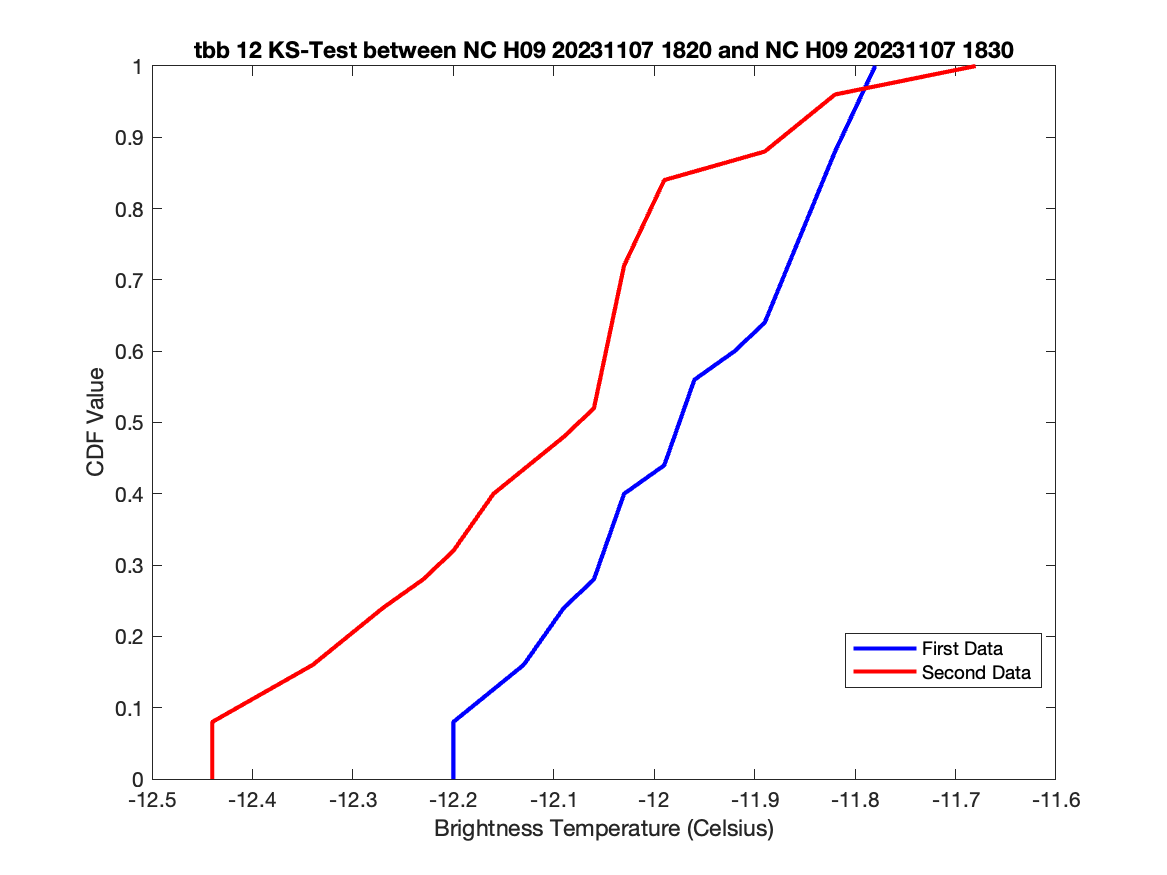 tbb 12 KS-Test between NC H09 20231107 1820 and NC H09 20231107 1830
1
0.9
0.8
0.7
0.6
0.5
0.4
0.3
0.2
0.1
0
CDF Value
First Data
Second Data
-12.5 -12.4 -12.3 -12.2 -12.1 -12 -11.9 -11.8 -11.7 -11.6
Brightness Temperature (Celsius)